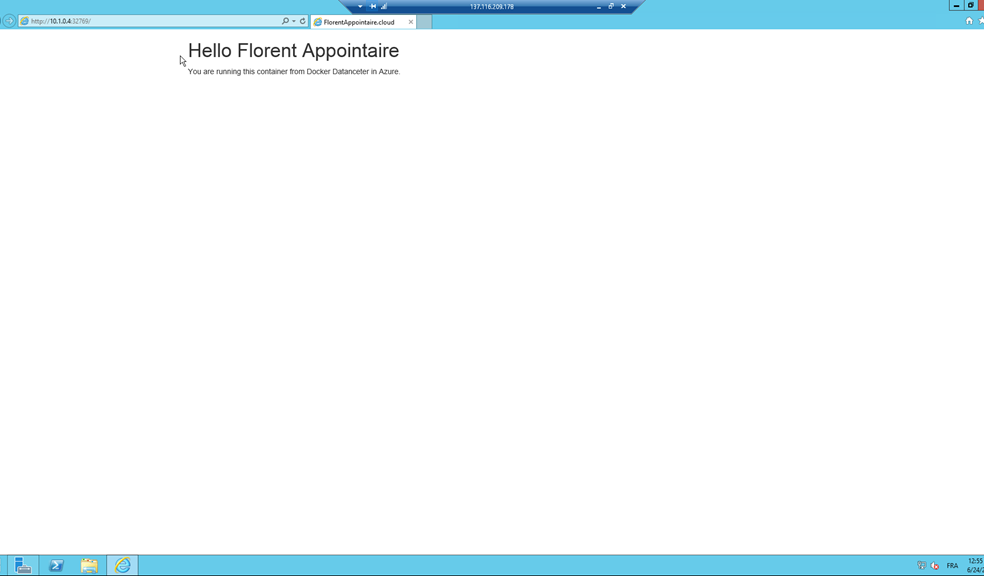 137.116.209.178
http://10.1.0.4:32769/
FlorentAppointaire.cloud
Hello Florent Appointaire
You are running this container from Docker Datanceter in Azure.
FRA
12:55
6/24/2